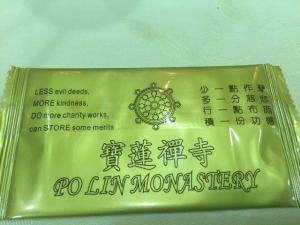 LESS evil deeds,
MORE kindness,
DO more charity works,
can STORE some merits
少一點作孽
多一分慈悲
行一點布施
積一份功德
寶蓮禪寺
PO LIN MONASTERY